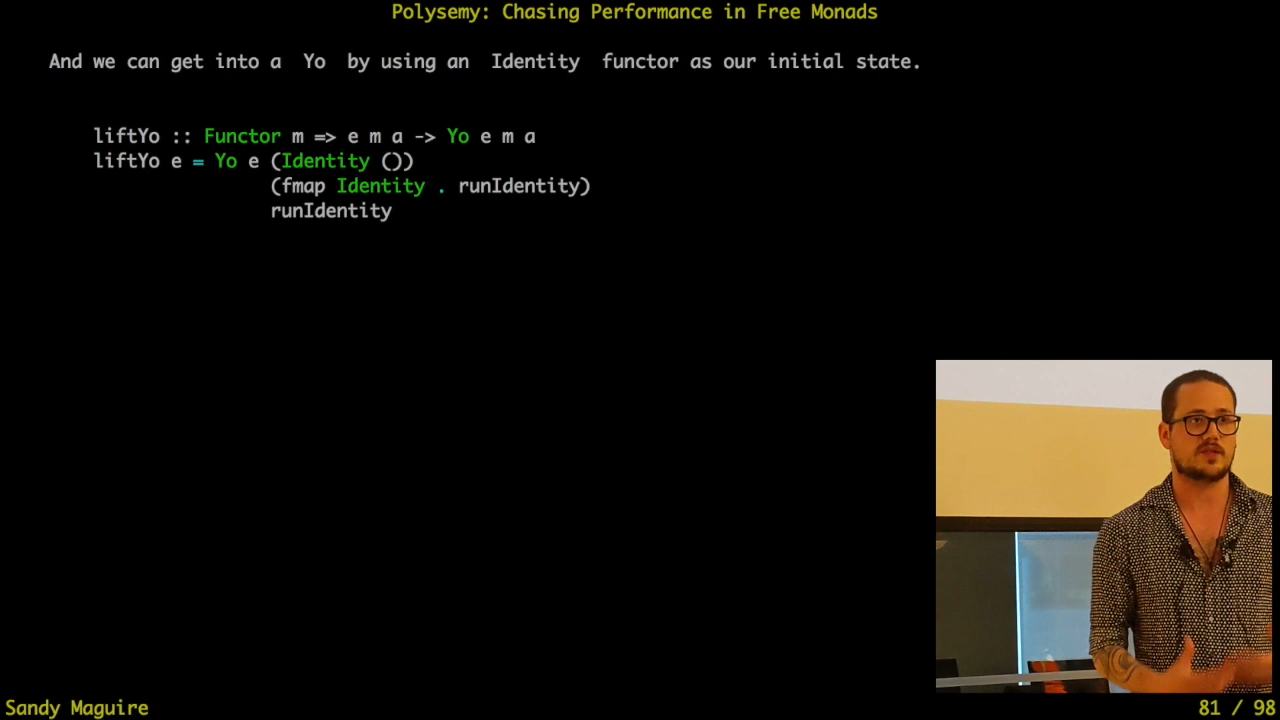 Polysemy: Chasing Performance in Free Monads
And we can get into a Yo by using an Identity functor as our initial state.
liftYo :: Functor m => e m a -> Yo e m a
liftYo e = Yo e (Identity ())
(fmap Identity . runIdentity)
runIdentity
Sandy Maguire
81 / 98